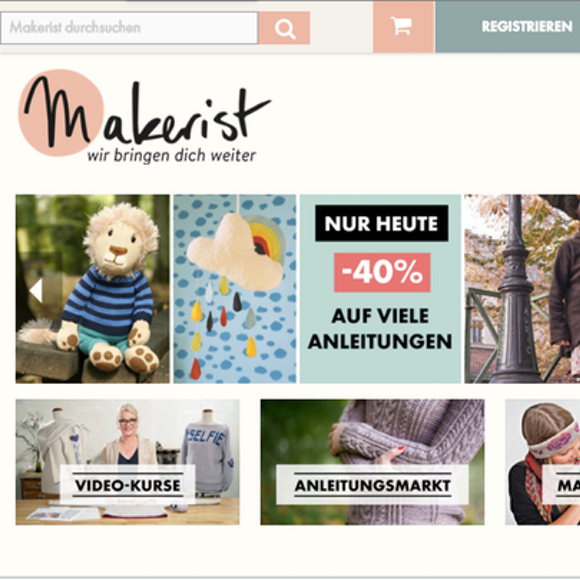 Makerist durchsuchen
REGISTRIEREN
Makerist
wir bringen dich weiter
NUR HEUTE
-40%
AUF VIELE
ANLEITUNGEN
SELFIE
VIDEO-KURSE
ANLEITUNGSMARKT
MA